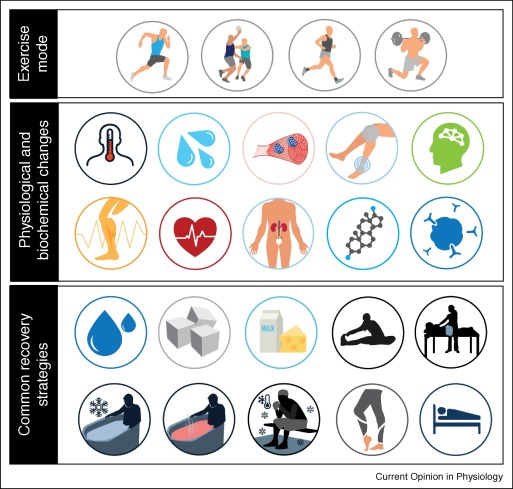 Exercise
mode
Physiological and
biochemical changes
Common recovery
strategies
MILK
Current Opinion in Physiology